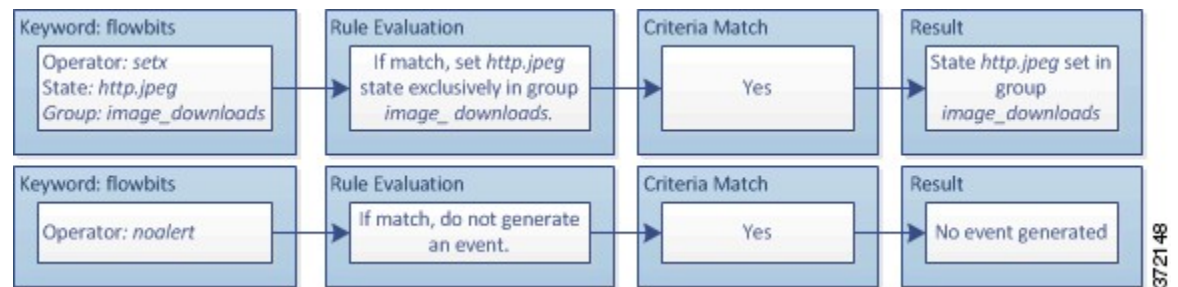 Keyword: flowbits
Operator: setx
State: http.jpeg
Group: image_downloads
Rule Evaluation
If match, set http.jpeg
state exclusively in group
image_ downloads.
Criteria Match
Yes
Result
State http.jpeg set in
group
image_downloads
Keyword: flowbits
Operator: noalert
Rule Evaluation
If match, do not generate
an event.
Criteria Match
Yes
Result
No event generated
372148